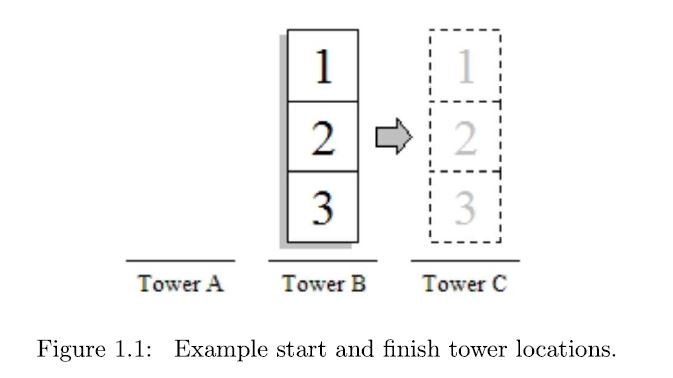 1 1
2 2
3 3
Tower A Tower B Tower C
Figure 1.1: Example start and finish tower locations.